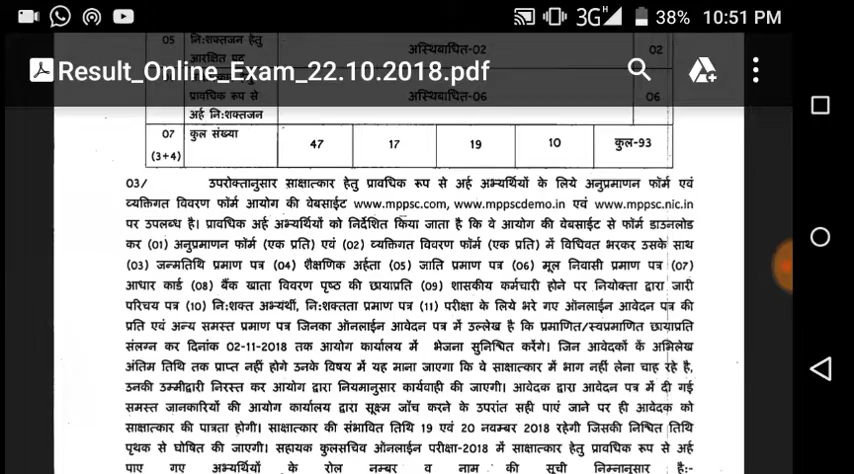 3G H 38% 10:51 PM
05 नि:शक्तजन हेतु अस्थिबाधित-02 02
आरक्षित पद
Result_Online_Exam_22.10.2018.pdf
प्रावधिक रूप से अस्थिबाधित-06 06
अर्ह नि:शक्तजन
07 कुल संख्या 47 17 19 10 कुल-93
(3+4)
03/ उपरोक्तानुसार साक्षात्कार हेतु प्रावधिक रूप से अर्ह अभ्यर्थियों के लिये अनुप्रमाणन फॉर्म एवं
व्यक्तिगत विवरण फॉर्म आयोग की वेबसाईट www.mppsc.com, www.mppscdemo.in एवं www.mppsc.nic.in
पर उपलब्ध है। प्रावधिक अर्ह अभ्यर्थियों को निर्देशित किया जाता है कि वे आयोग की वेबसाईट से फॉर्म डाउनलोड
कर (01) अनुप्रमाणन फॉर्म (एक प्रति) एवं (02) व्यक्तिगत विवरण फॉर्म (एक प्रति) में विधिवत भरकर उसके साथ
(03) जन्मतिथि प्रमाण पत्र (04) शैक्षणिक अर्हता (05) जाति प्रमाण पत्र (06) मूल निवासी प्रमाण पत्र (07)
आधार कार्ड (08) बैंक खाता विवरण पृष्ठ की छायाप्रति (09) शासकीय कर्मचारी होने पर नियोक्ता द्वारा जारी
परिचय पत्र (10) नि:शक्त अभ्यंर्थी, नि:शक्तता प्रमाण पत्र (11) परीक्षा के लिये भरे गए ऑनलाईन आवेदन पत्र की
प्रति एवं अन्य समस्त प्रमाण पत्र जिनका ऑनलाईन आवेदन पत्र में उल्लेख है कि प्रमाणित/स्वप्रमाणित छायाप्रति
संलग्न कर दिनांक 02-11-2018 तक आयोग कार्यालय में भेजना सुनिश्चित करेंगे। जिन आवेदकों के अभिलेख
अंतिम तिथि तक प्राप्त नहीं होगे उनके विषय में यह माना जाएगा कि वे साक्षात्कार में भाग नहीं लेना चाह रहे है,
उनकी उम्मीद्वारी निरस्त कर आयोग द्वारा नियमानुसार कार्यवाही की जाएगी। आवेदक द्वारा आवेदन पत्र में दी गई
समस्त जानकारियों की आयोग कार्यालय द्वारा सूक्ष्म जाँच करने के उपरांत सही पाएं जाने पर ही आवेदक को
साक्षात्कार की पात्रता होगी। साक्षात्कार की संभावित तिथि 19 एवं 20 नवम्बर 2018 रहेगी जिसकी निश्चित तिथि
पृथक से घोषित की जाएगी। सहायक कुलसचिव ऑनलाईन परीक्षा-2018 में साक्षात्कार हेतु प्रावधिक रूप से अर्ह
पाए गए अभ्यर्थियों के रोल नम्बर व नाम की सूची निम्नानुसार है:-